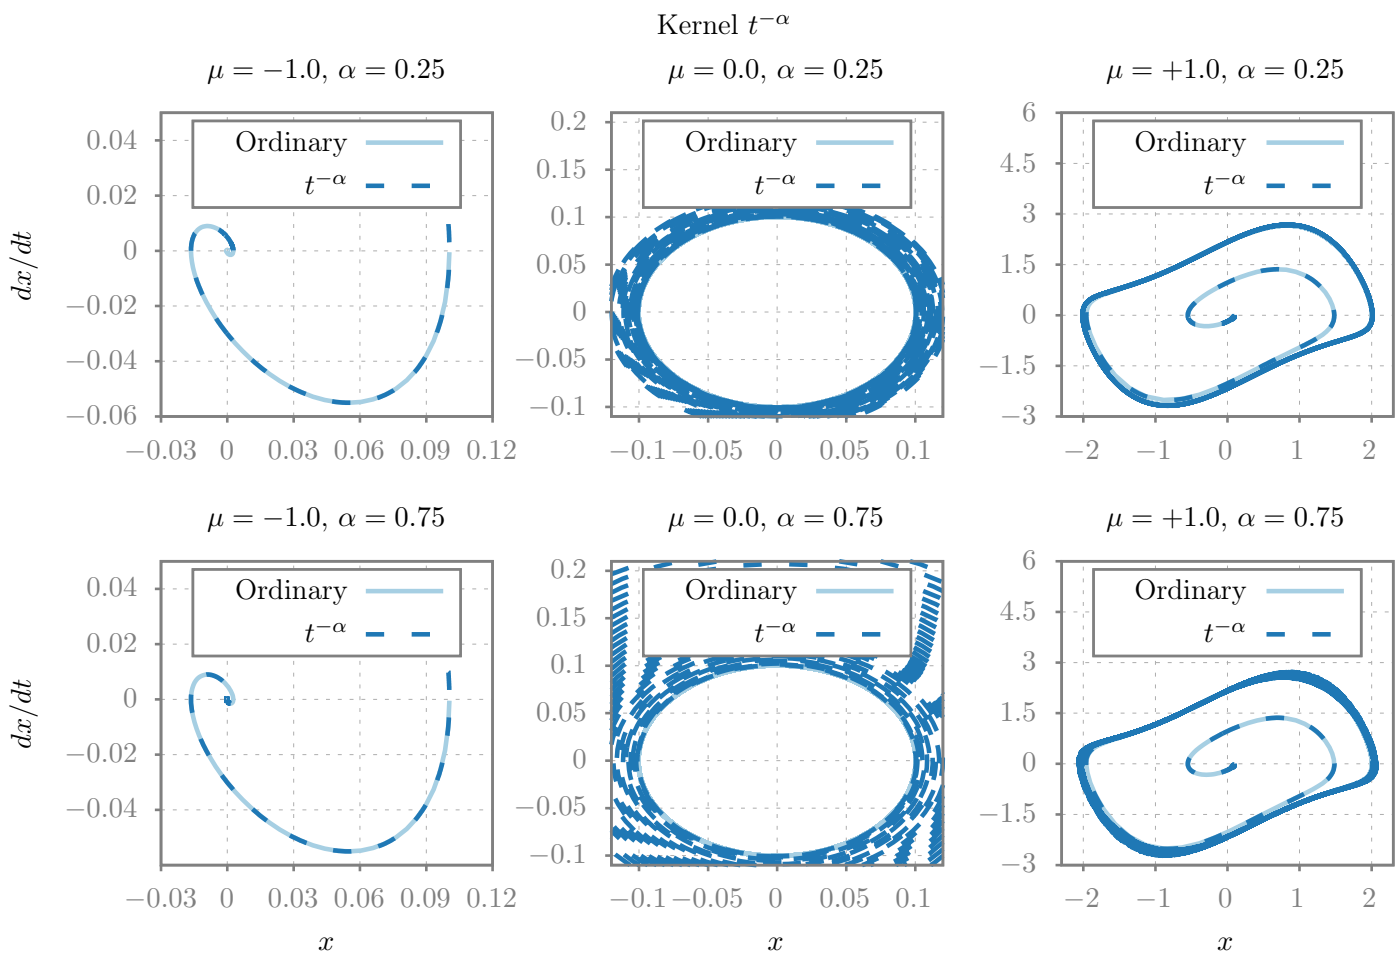 Kernel t^{-α}
μ = −1.0, α = 0.25
μ = 0.0, α = 0.25
μ = +1.0, α = 0.25
dx/dt
0.04
0.02
0
−0.02
−0.04
−0.06
Ordinary
t^{-α}
−0.03 0 0.03 0.06 0.09 0.12
0.2
0.15
0.1
0.05
0
−0.05
−0.1
Ordinary
t^{-α}
−0.1 −0.05 0 0.05 0.1
6
4.5
3
1.5
0
−1.5
−3
Ordinary
t^{-α}
−2 −1 0 1 2
μ = −1.0, α = 0.75
μ = 0.0, α = 0.75
μ = +1.0, α = 0.75
dx/dt
0.04
0.02
0
−0.02
−0.04
Ordinary
t^{-α}
−0.03 0 0.03 0.06 0.09 0.12
x
0.2
0.15
0.1
0.05
0
−0.05
−0.1
Ordinary
t^{-α}
−0.1 −0.05 0 0.05 0.1
x
6
4.5
3
1.5
0
−1.5
−3
Ordinary
t^{-α}
−2 −1 0 1 2
x